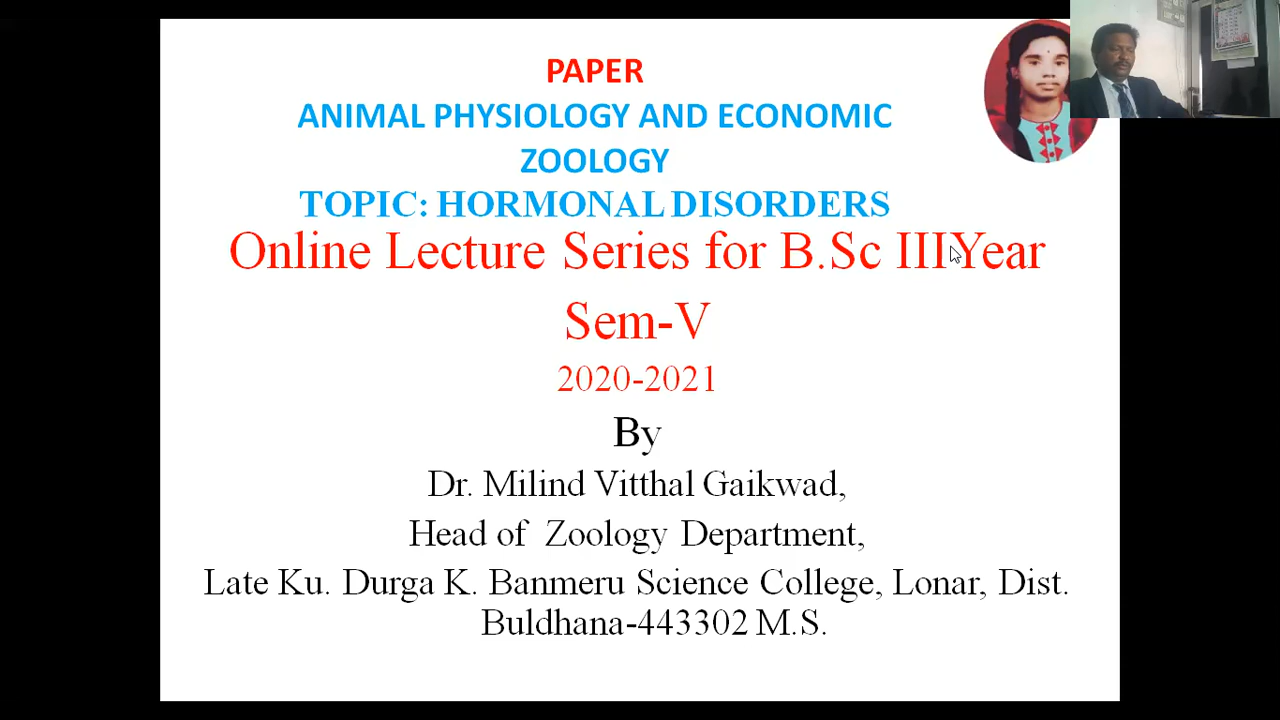 PAPER
ANIMAL PHYSIOLOGY AND ECONOMIC
ZOOLOGY
TOPIC: HORMONAL DISORDERS
Online Lecture Series for B.Sc III Year
Sem-V
2020-2021
By
Dr. Milind Vitthal Gaikwad,
Head of Zoology Department,
Late Ku. Durga K. Banmeru Science College, Lonar, Dist.
Buldhana-443302 M.S.